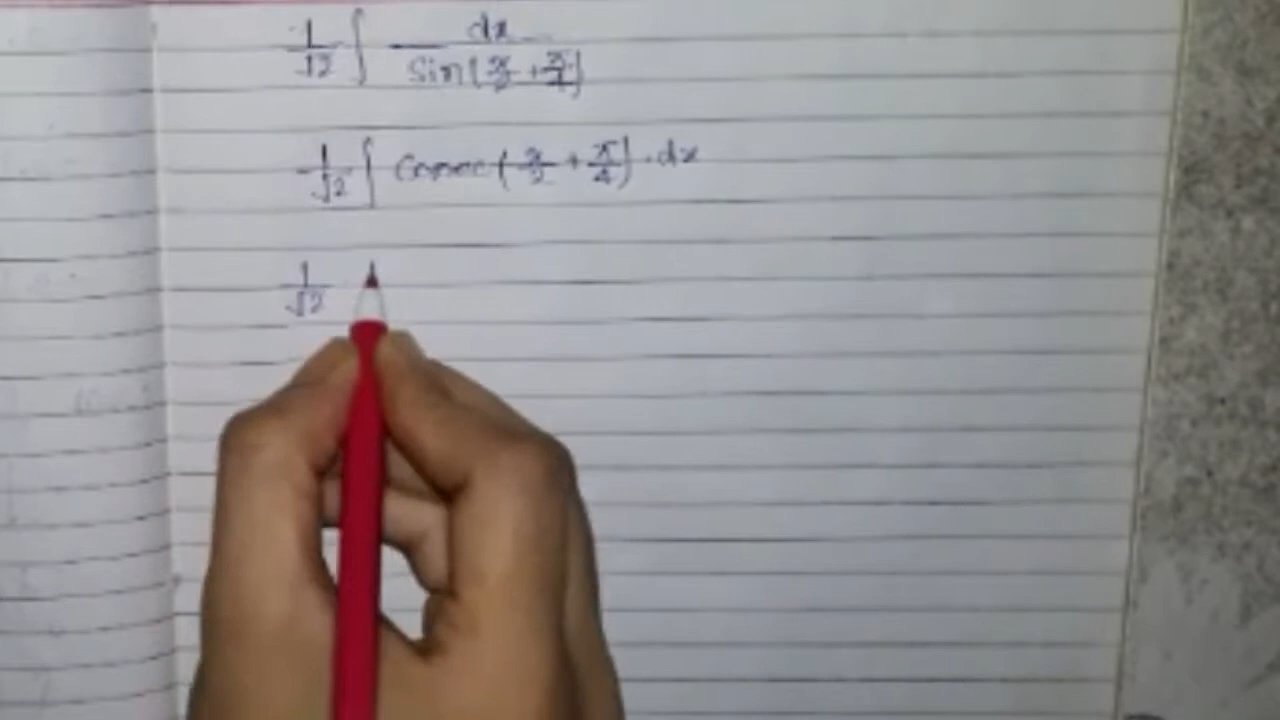 1/√2 ∫ dx / Sin(x/2 + π/4)
1/√2 ∫ Cosec(x/2 + π/4) . dx
1/√2